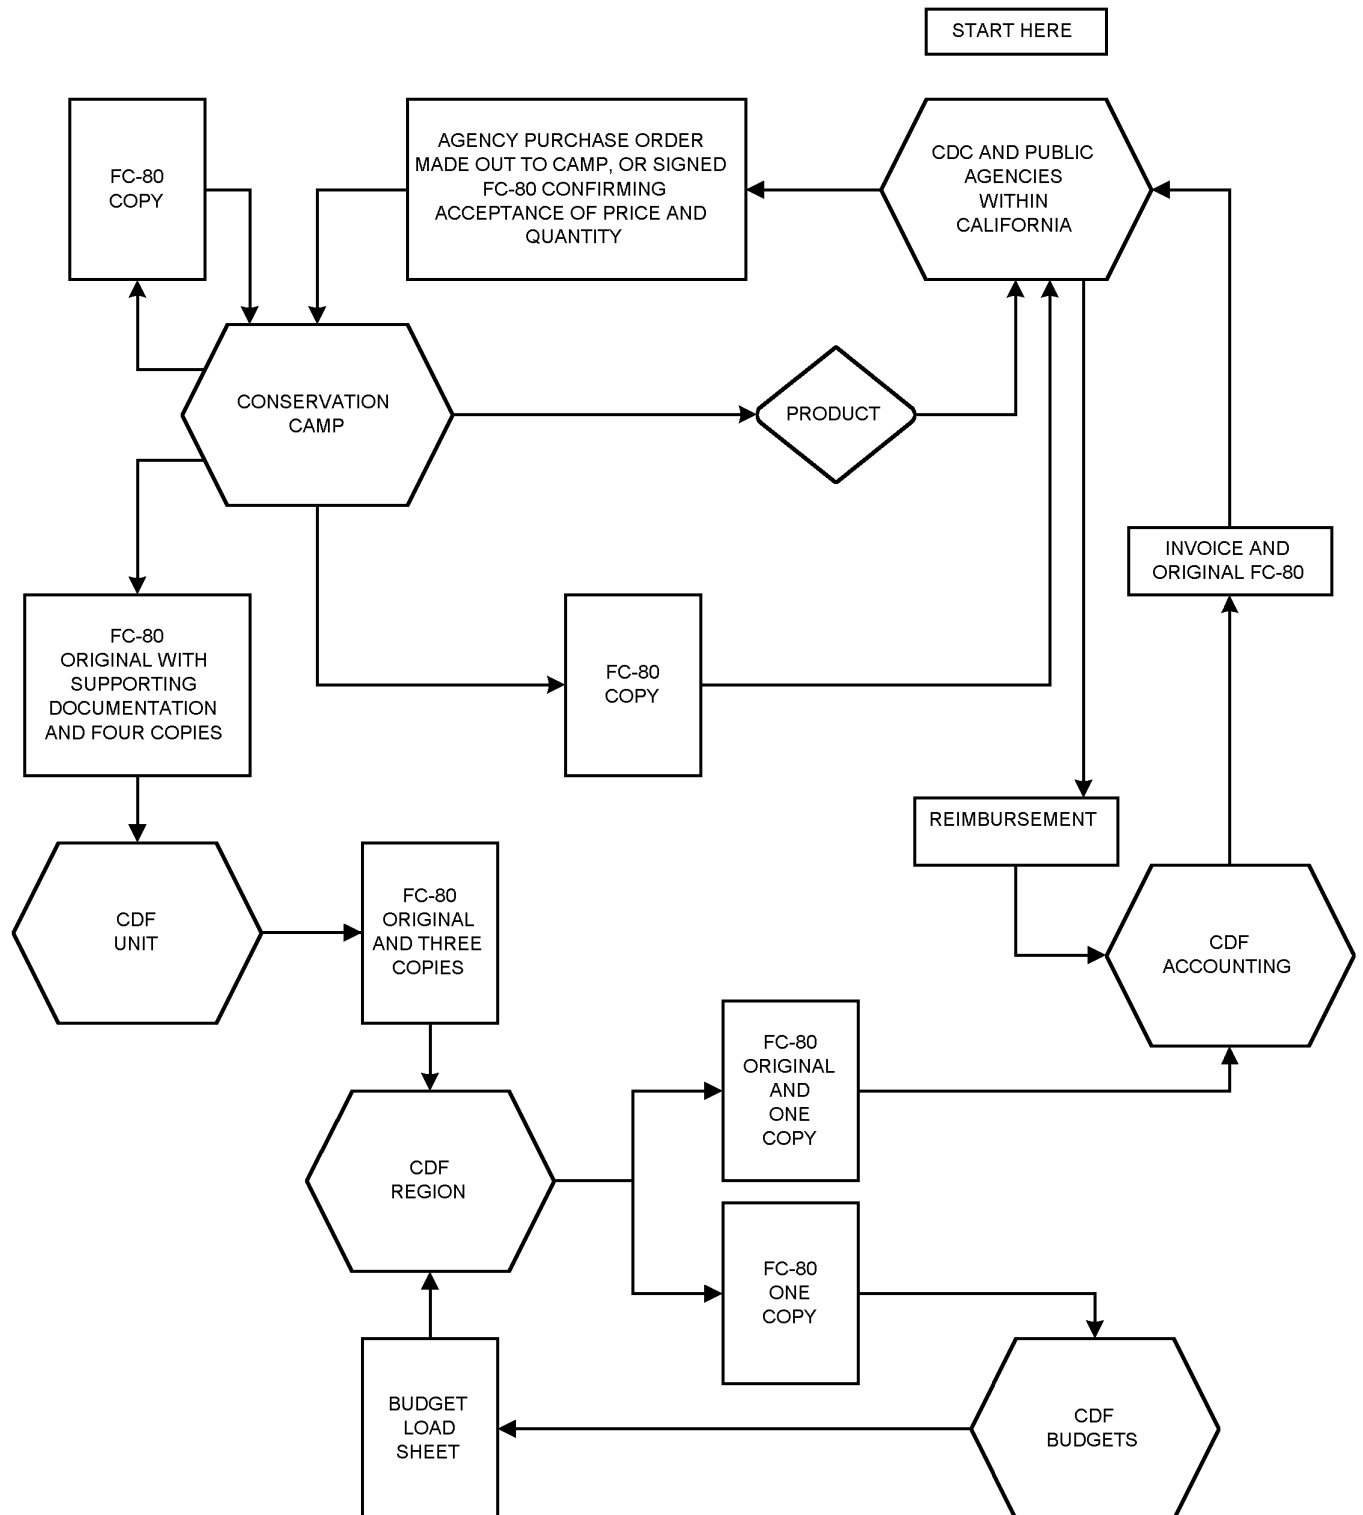 START HERE
FC-80
COPY
AGENCY PURCHASE ORDER
MADE OUT TO CAMP, OR SIGNED
FC-80 CONFIRMING
ACCEPTANCE OF PRICE AND
QUANTITY
CDC AND PUBLIC
AGENCIES
WITHIN
CALIFORNIA
CONSERVATION
CAMP
PRODUCT
INVOICE AND
ORIGINAL FC-80
FC-80
ORIGINAL WITH
SUPPORTING
DOCUMENTATION
AND FOUR COPIES
FC-80
COPY
REIMBURSEMENT
CDF
UNIT
FC-80
ORIGINAL
AND THREE
COPIES
CDF
ACCOUNTING
FC-80
ORIGINAL
AND
ONE
COPY
CDF
REGION
FC-80
ONE
COPY
BUDGET
LOAD
SHEET
CDF
BUDGETS